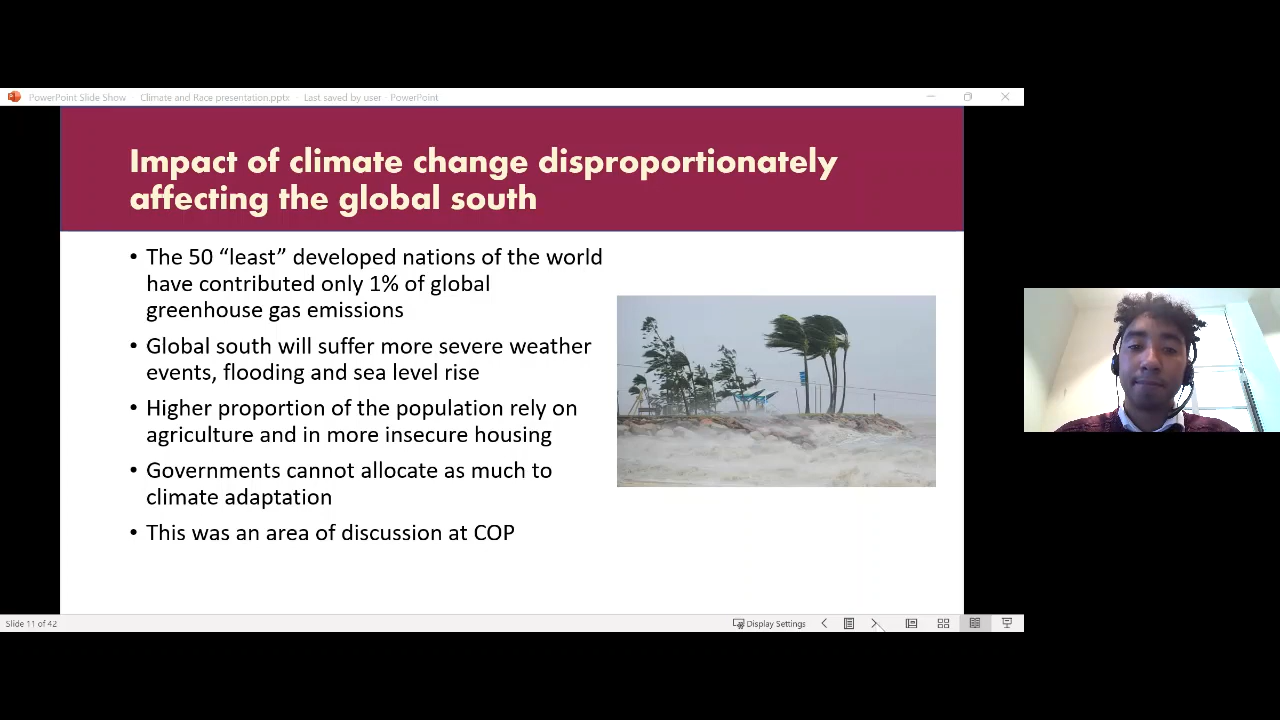 PowerPoint Slide Show - Climate and Race presentation.pptx - Last saved by user - PowerPoint
Impact of climate change disproportionately
affecting the global south
• The 50 “least” developed nations of the world
have contributed only 1% of global
greenhouse gas emissions
• Global south will suffer more severe weather
events, flooding and sea level rise
• Higher proportion of the population rely on
agriculture and in more insecure housing
• Governments cannot allocate as much to
climate adaptation
• This was an area of discussion at COP
Slide 11 of 42
Display Settings